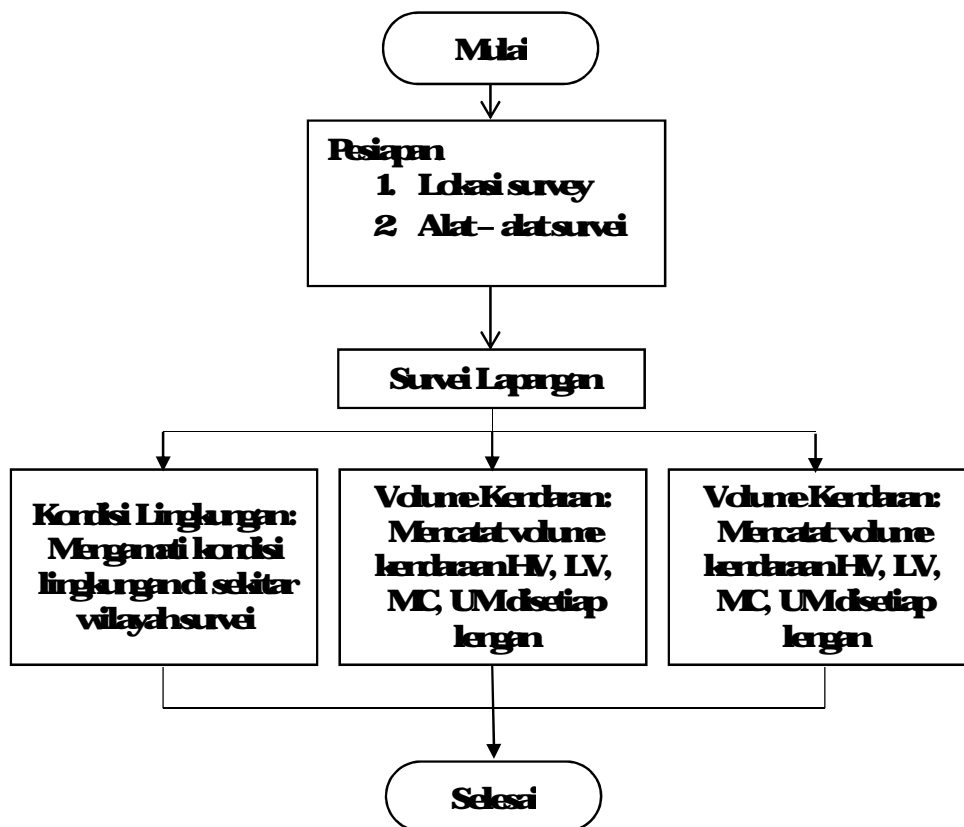 Mulai
Pesiapan
1. Lokasi survey
2. Alat – alat survei
Survei Lapangan
Kondisi Lingkungan:
Mengamati kondisi
lingkungan di sekitar
wilayah survei
Volume Kendaran:
Mencatat volume
kendaraan HV, LV,
MC, UM disetiap
lengan
Volume Kendaran:
Mencatat volume
kendaraan HV, LV,
MC, UM disetiap
lengan
Selesai